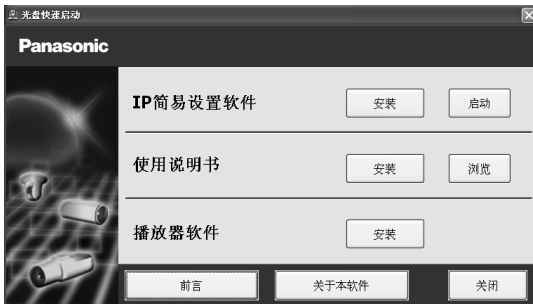 光盘快速启动
Panasonic
IP简易设置软件 安装 启动
使用说明书 安装 浏览
播放器软件 安装
前言 关于本软件 关闭